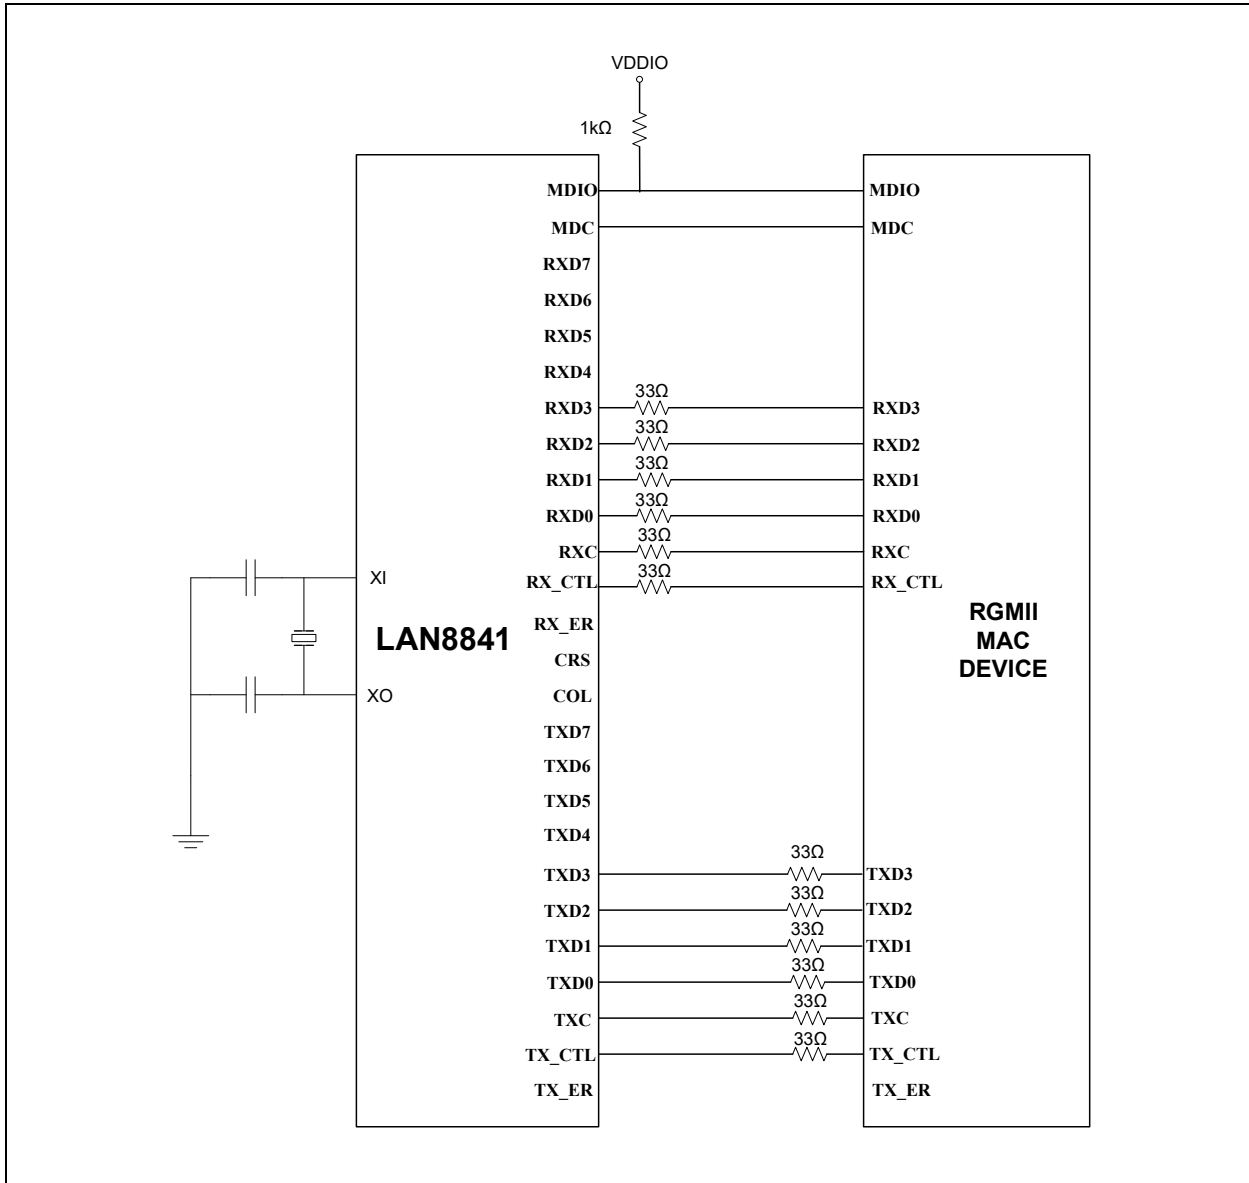 VDDIO
1kΩ
MDIO MDIO
MDC MDC
RXD7
RXD6
RXD5
RXD4
33Ω
RXD3 RXD3
33Ω
RXD2 RXD2
33Ω
RXD1 RXD1
33Ω
RXD0 RXD0
33Ω
RXC RXC
33Ω
XI RX_CTL RX_CTL
RX_ER
LAN8841
RGMII
MAC
DEVICE
CRS
XO COL
TXD7
TXD6
TXD5
TXD4
33Ω
TXD3 TXD3
33Ω
TXD2 TXD2
33Ω
TXD1 TXD1
33Ω
TXD0 TXD0
33Ω
TXC TXC
33Ω
TX_CTL TX_CTL
TX_ER TX_ER